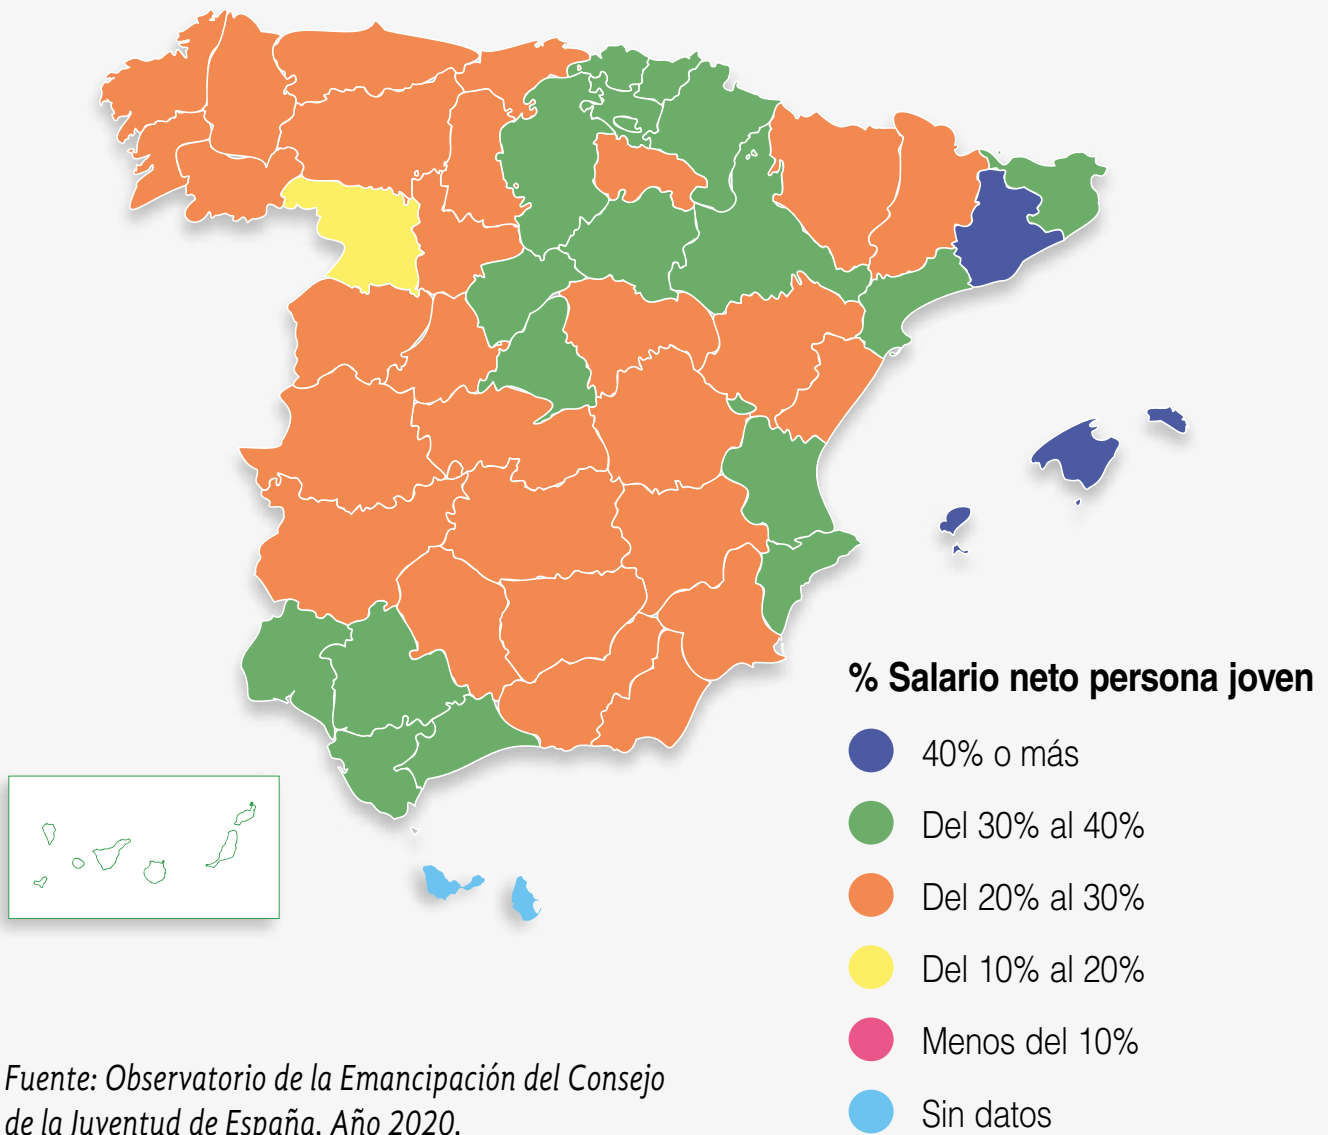 % Salario neto persona joven
40% o más
Del 30% al 40%
Del 20% al 30%
Del 10% al 20%
Menos del 10%
Sin datos
Fuente: Observatorio de la Emancipación del Consejo
de la Juventud de España. Año 2020.